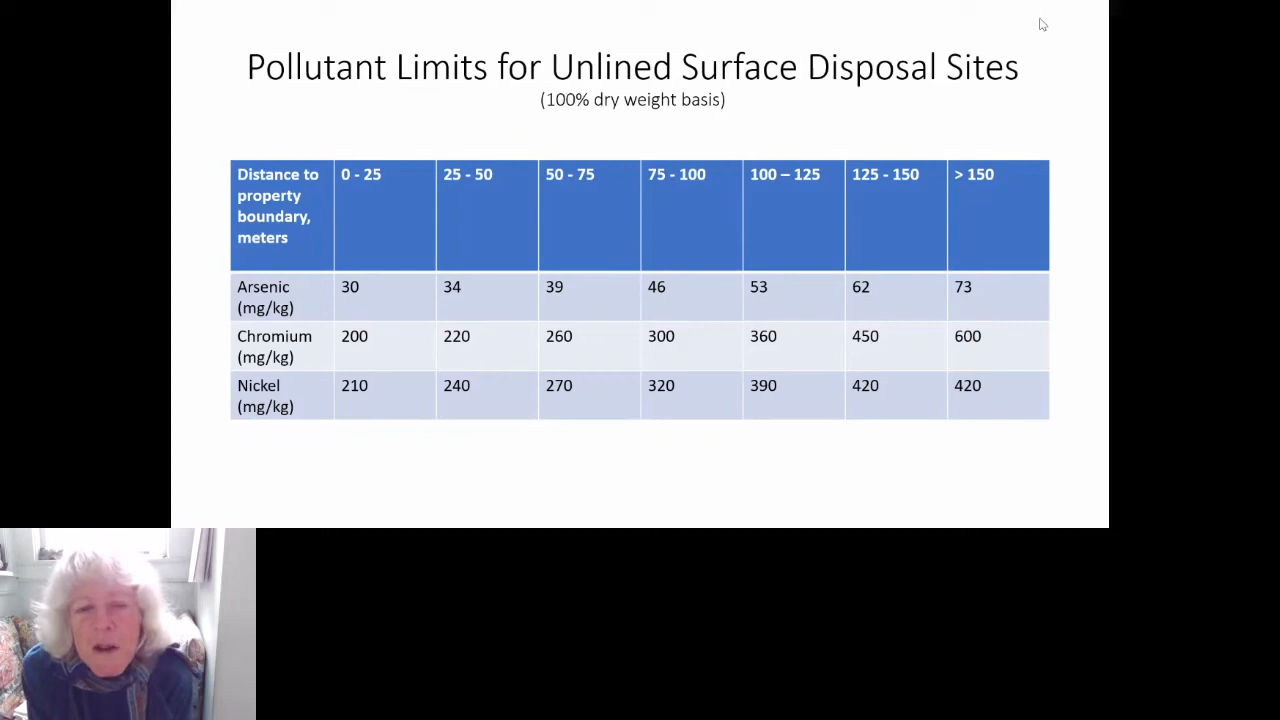 Pollutant Limits for Unlined Surface Disposal Sites
(100% dry weight basis)
Distance to property boundary, meters 0 - 25 25 - 50 50 - 75 75 - 100 100 – 125 125 - 150 > 150
Arsenic (mg/kg) 30 34 39 46 53 62 73
Chromium (mg/kg) 200 220 260 300 360 450 600
Nickel (mg/kg) 210 240 270 320 390 420 420